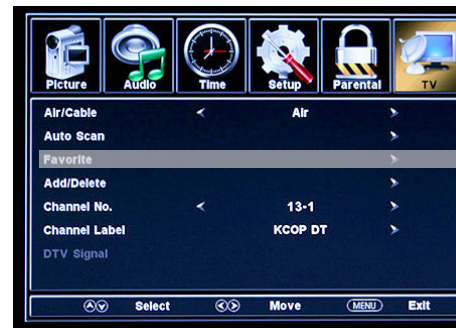 Picture Audio Time Setup Parental TV
Air/Cable < Air >
Auto Scan >
Favorite >
Add/Delete >
Channel No. < 13-1 >
Channel Label KCOP DT >
DTV Signal
Select Move MENU Exit